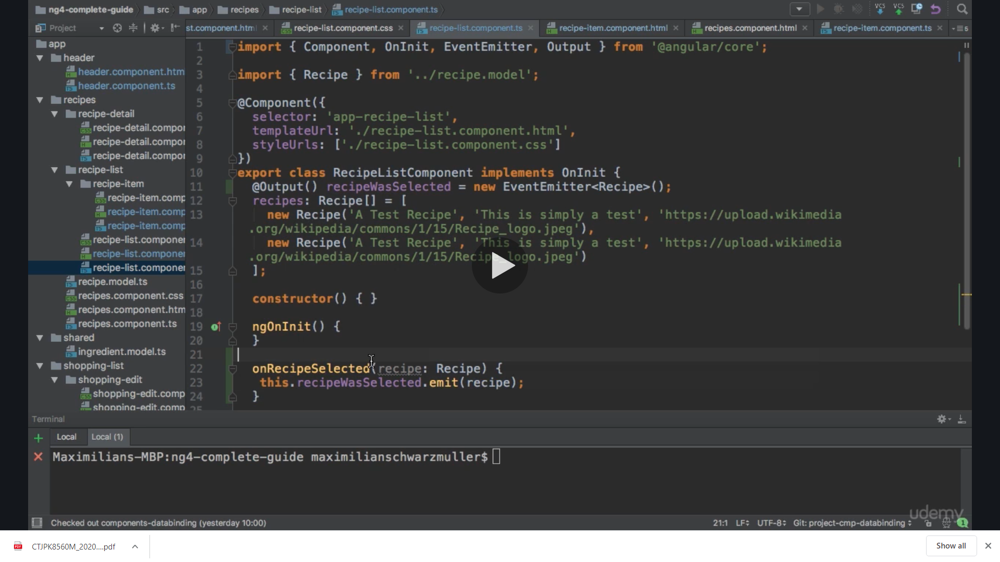 ng4-complete-guide src app recipes recipe-list recipe-list.component.ts
VCS VCS
Project st.component.htm recipe-list.component.css recipe-list.component.ts recipe-item.component.html recipes.component.html recipe-item.component.ts 5
app
header
header.component.htm
header.component.ts
recipes
recipe-detail
recipe-detail.compor
recipe-detail.compor
recipe-detail.compor
recipe-list
recipe-item
recipe-item.comp
recipe-item.comp
recipe-item.comp
recipe-list.componer
recipe-list.componer
recipe-list.componer
recipe.model.ts
recipes.component.css
recipes.component.htm
recipes.component.ts
shared
ingredient.model.ts
shopping-list
shopping-edit
shopping-edit.comp
shopping-edit.comp
1 import { Component, OnInit, EventEmitter, Output } from '@angular/core';
2
3 import { Recipe } from '../recipe.model';
4
5 @Component({
6 selector: 'app-recipe-list',
7 templateUrl: './recipe-list.component.html',
8 styleUrls: ['./recipe-list.component.css']
9 })
10 export class RecipeListComponent implements OnInit {
11 @Output() recipeWasSelected = new EventEmitter<Recipe>();
12 recipes: Recipe[] = [
13 new Recipe('A Test Recipe', 'This is simply a test', 'https://upload.wikimedia
.org/wikipedia/commons/1/15/Recipe_logo.jpeg'),
14 new Recipe('A Test Recipe', 'This is simply a test', 'https://upload.wikimedia
.org/wikipedia/commons/1/15/Recipe_logo.jpeg')
15 ];
16
17 constructor() { }
18
19 ngOnInit() {
20 }
21
22 onRecipeSelected(recipe: Recipe) {
23 this.recipeWasSelected.emit(recipe);
24 }
25
Terminal
Local Local (1)
Maximilians-MBP:ng4-complete-guide maximilianschwarzmuller$
udemy
Checked out components-databinding (yesterday 10:00) 21:1 LF UTF-8 Git: project-cmp-databinding 1
CTJPK8560M_2020....pdf Show all